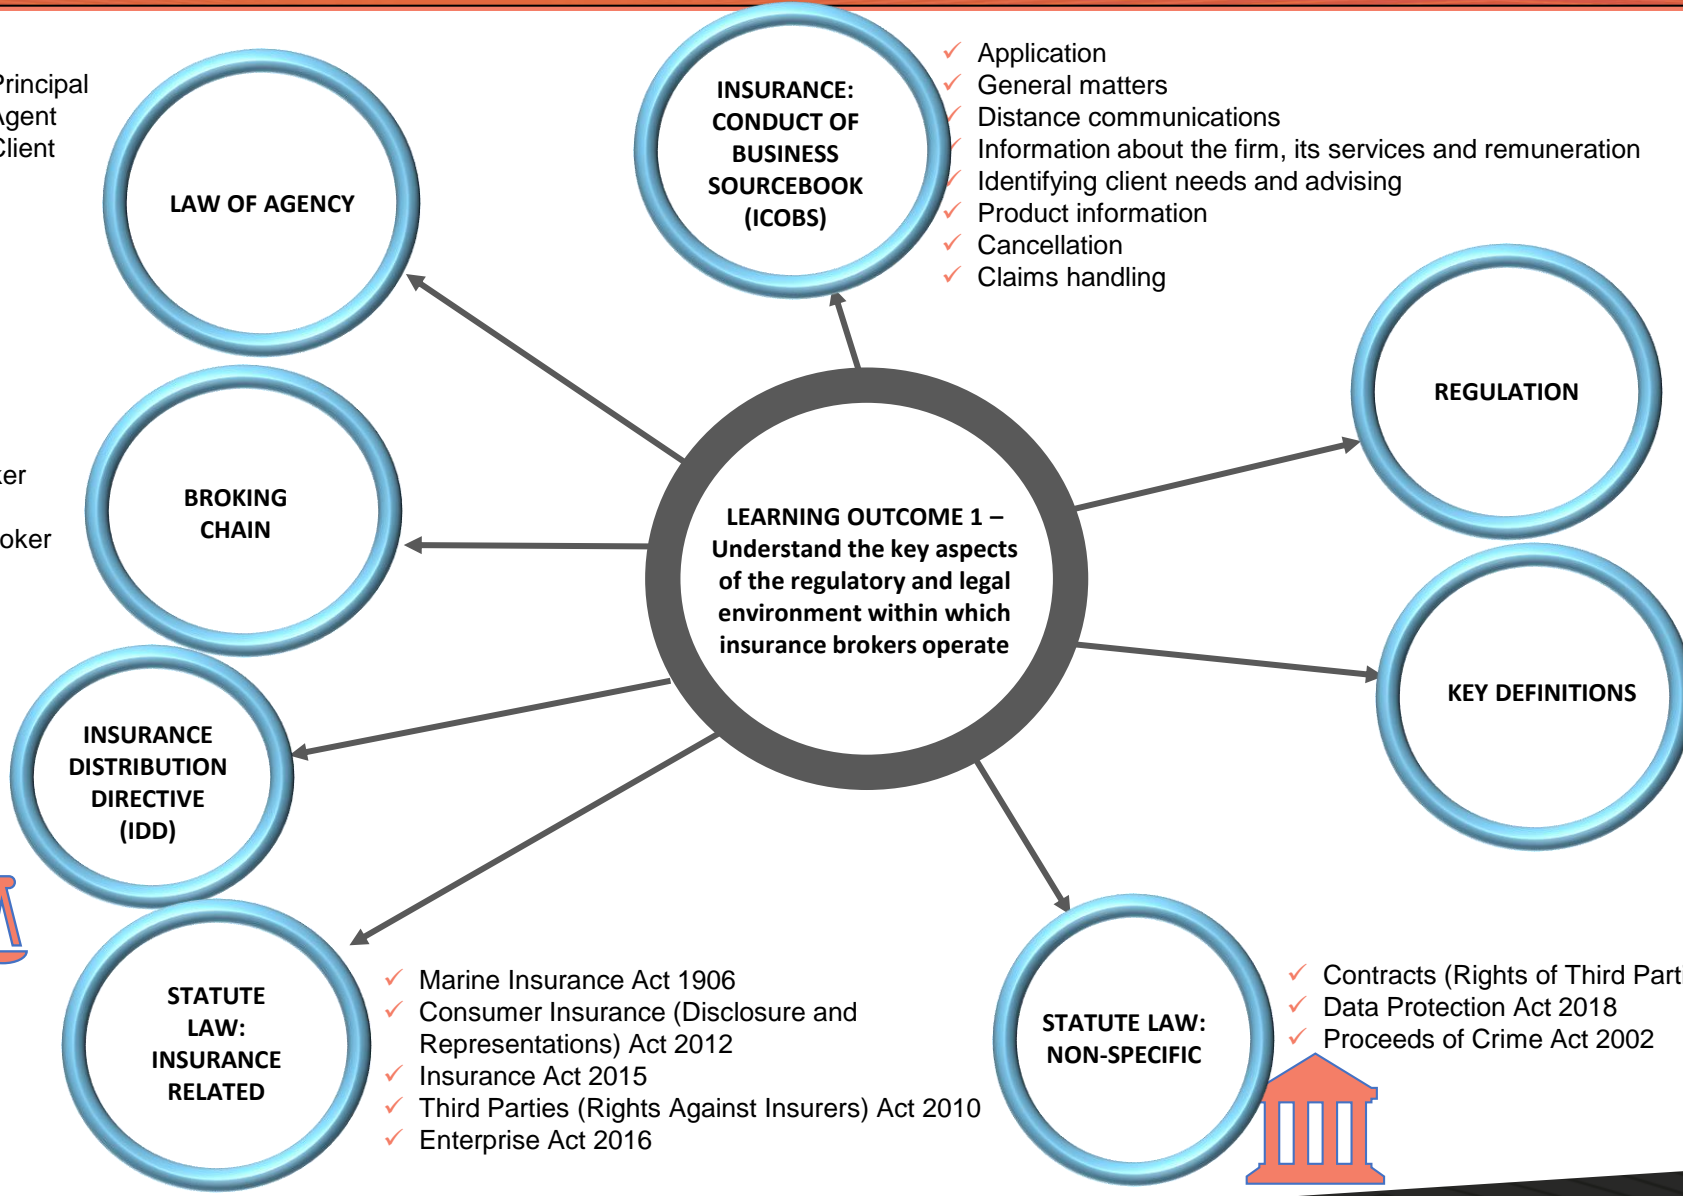 Principal
Agent
Client
LAW OF AGENCY
INSURANCE:
CONDUCT OF
BUSINESS
SOURCEBOOK
(ICOBS)
Application
General matters
Distance communications
Information about the firm, its services and remuneration
Identifying client needs and advising
Product information
Cancellation
Claims handling
REGULATION
BROKING
CHAIN
LEARNING OUTCOME 1 –
Understand the key aspects
of the regulatory and legal
environment within which
insurance brokers operate
KEY DEFINITIONS
INSURANCE
DISTRIBUTION
DIRECTIVE
(IDD)
STATUTE
LAW:
INSURANCE
RELATED
Marine Insurance Act 1906
Consumer Insurance (Disclosure and
Representations) Act 2012
Insurance Act 2015
Third Parties (Rights Against Insurers) Act 2010
Enterprise Act 2016
STATUTE LAW:
NON-SPECIFIC
Contracts (Rights of Third
Data Protection Act 2018
Proceeds of Crime Act 2002